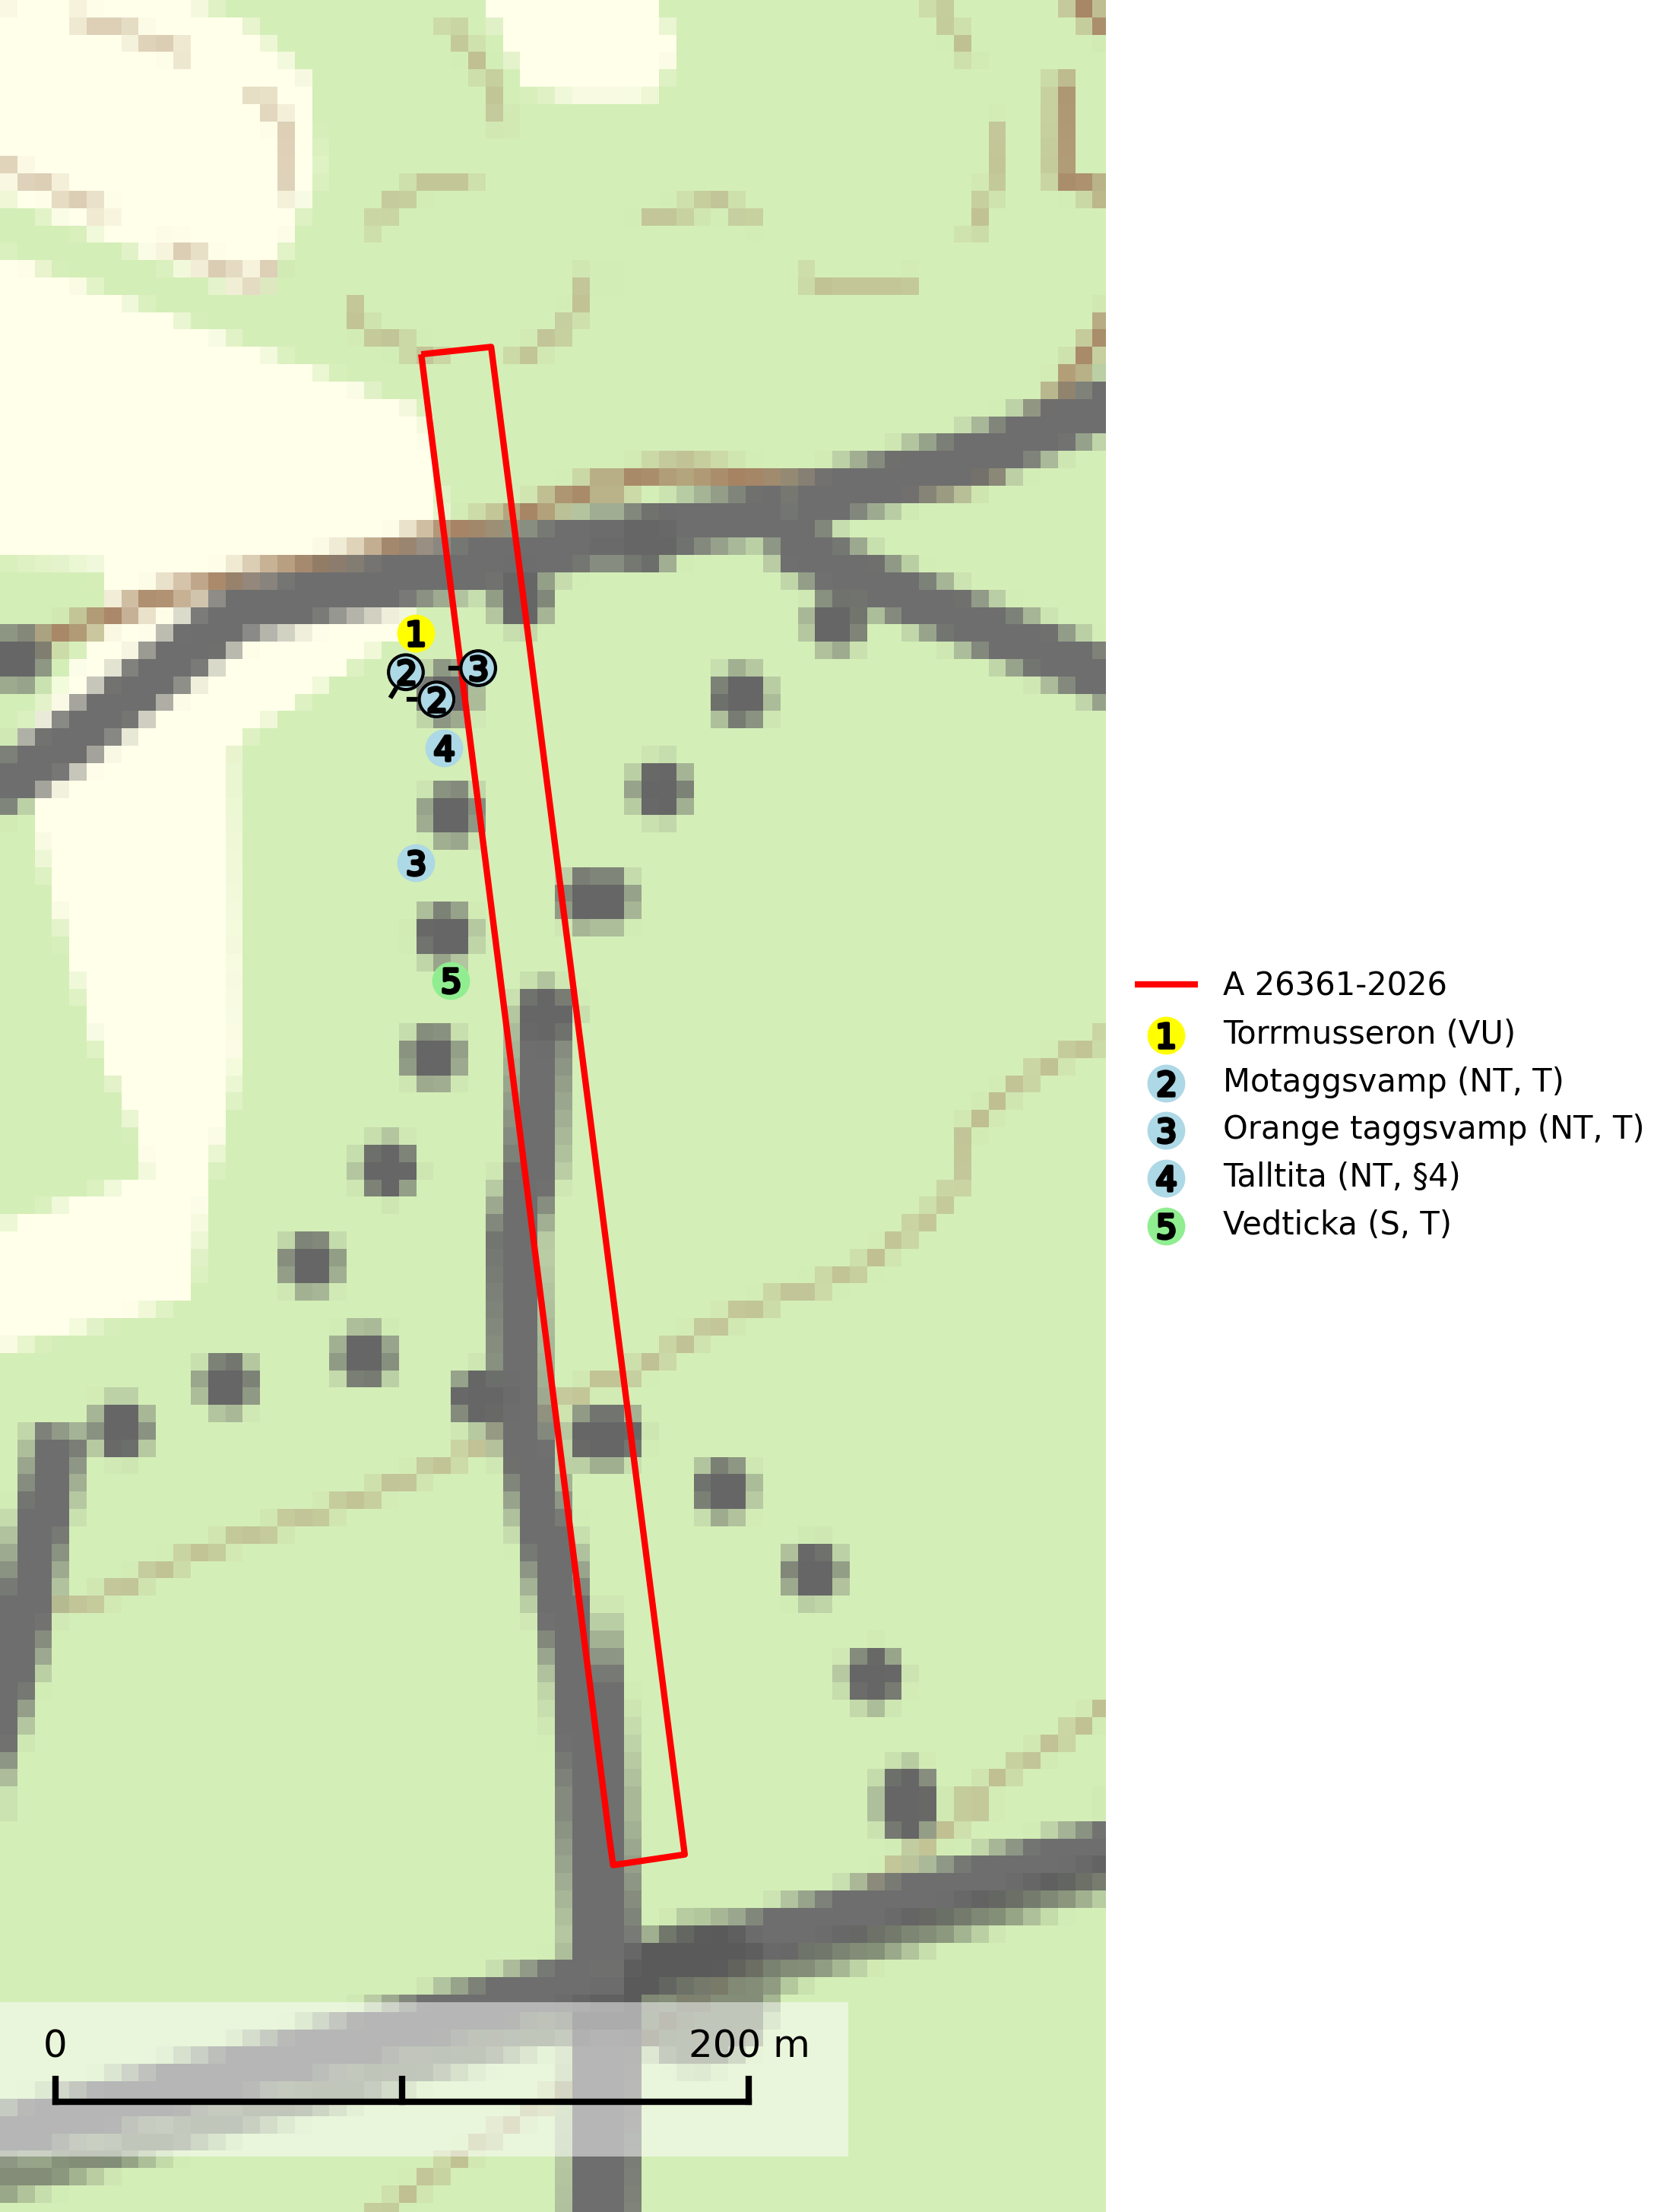 1
2
3
2
4
3
5
A 26361-2026
1 Torrmusseron (VU)
2 Motaggsvamp (NT, T)
3 Orange taggsvamp (NT, T)
4 Talltita (NT, §4)
5 Vedticka (S, T)
0 200 m